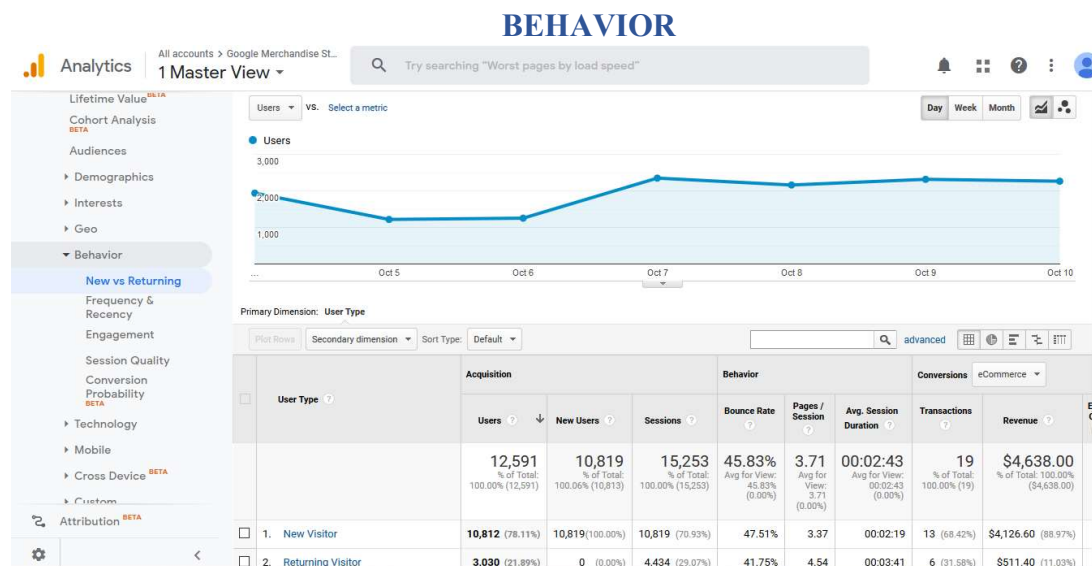 BEHAVIOR
Analytics
All accounts > Google Merchandise St...
1 Master View
Try searching "Worst pages by load speed"
Lifetime Value BETA
Cohort Analysis
BETA
Audiences
Demographics
Interests
Geo
Behavior
New vs Returning
Frequency &
Recency
Engagement
Session Quality
Conversion
Probability
BETA
Technology
Mobile
Cross Device BETA
Custom
Attribution BETA
Users VS. Select a metric
Day Week Month
Users
3,000
2,000
1,000
... Oct 5 Oct 6 Oct 7 Oct 8 Oct 9 Oct 10
Primary Dimension: User Type
Plot Rows Secondary dimension Sort Type: Default advanced
Acquisition Behavior Conversions eCommerce
User Type Users New Users Sessions Bounce Rate Pages / Session Avg. Session Duration Transactions Revenue
12,591 10,819 15,253 45.83% 3.71 00:02:43 19 $4,638.00
% of Total: 100.00% (12,591) % of Total: 100.06% (10,813) % of Total: 100.00% (15,253) Avg for View: 45.83% (0.00%) Avg for View: 3.71 (0.00%) Avg for View: 00:02:43 (0.00%) % of Total: 100.00% (19) % of Total: 100.00% ($4,638.00)
1. New Visitor 10,812 (78.11%) 10,819 (100.00%) 10,819 (70.93%) 47.51% 3.37 00:02:19 13 (68.42%) $4,126.60 (88.97%)
2. Returning Visitor 3,030 (21.89%) 0 (0.00%) 4,434 (29.07%) 41.75% 4.54 00:03:41 6 (31.58%) $511.40 (11.03%)